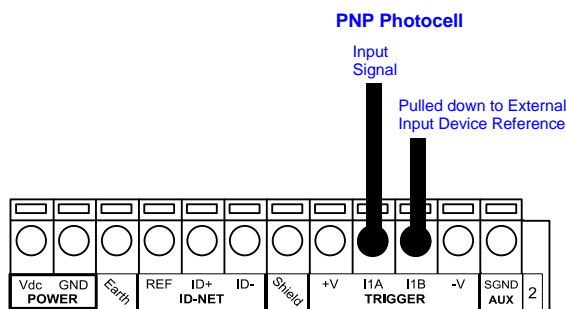 PNP Photocell
Input
Signal
Pulled down to External
Input Device Reference
Vdc GND Earth REF ID+ ID- Shield +V I1A I1B -V SGND 2
POWER ID-NET TRIGGER AUX